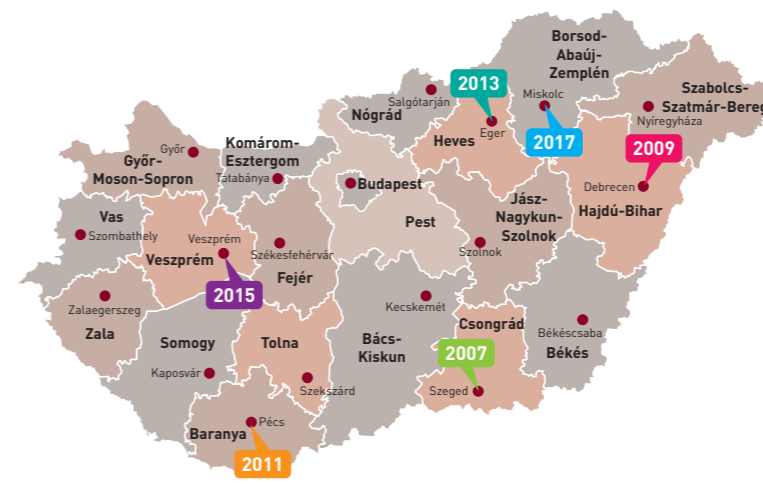 Borsod-
Abaúj-
Zemplén
2013
Miskolc
Szabolcs-
Szatmár-Bereg
Salgótarján
Nyíregyháza
Nógrád
Eger
Heves
2017
2009
Győr
Komárom-
Esztergom
Győr-
Moson-Sopron
Tatabánya
Budapest
Debrecen
Hajdú-Bihar
Jász-
Nagykun-
Szolnok
Vas
Szombathely
Pest
Veszprém
Veszprém
Székesfehérvár
Fejér
Szolnok
2015
Zalaegerszeg
Zala
Kecskemét
Csongrád
Békéscsaba
Békés
Somogy
Tolna
Bács-
Kiskun
2007
Kaposvár
Szekszárd
Szeged
Pécs
Baranya
2011